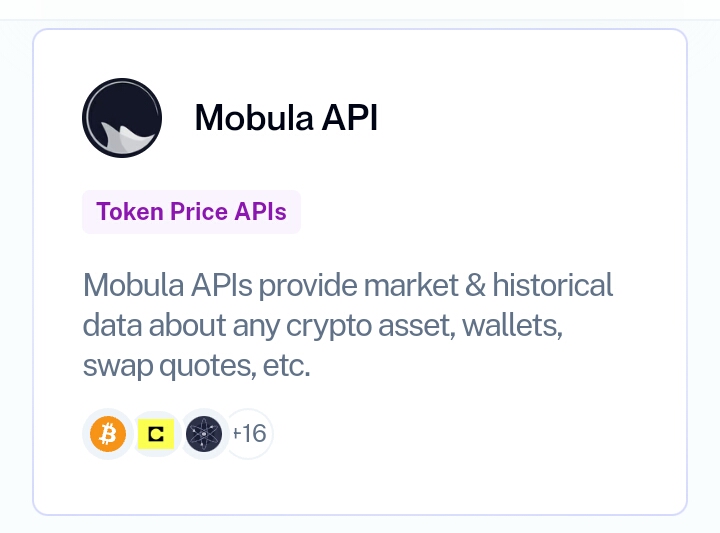 Mobula API
Token Price APIs
Mobula APIs provide market & historical
data about any crypto asset, wallets,
swap quotes, etc.
+16